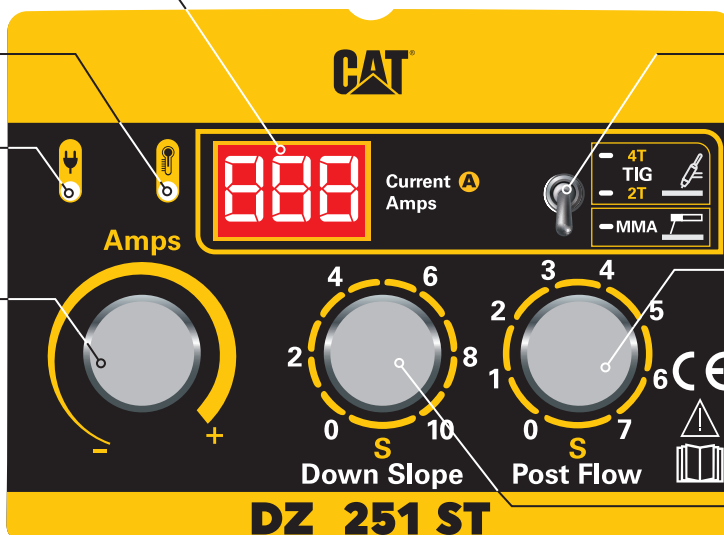 CAT®
888
Current A
Amps
4T
TIG
2T
MMA
Amps
- +
0 2 4 6 8 10
S
Down Slope
0 1 2 3 4 5 6 7
S
Post Flow
CE
DZ 251 ST